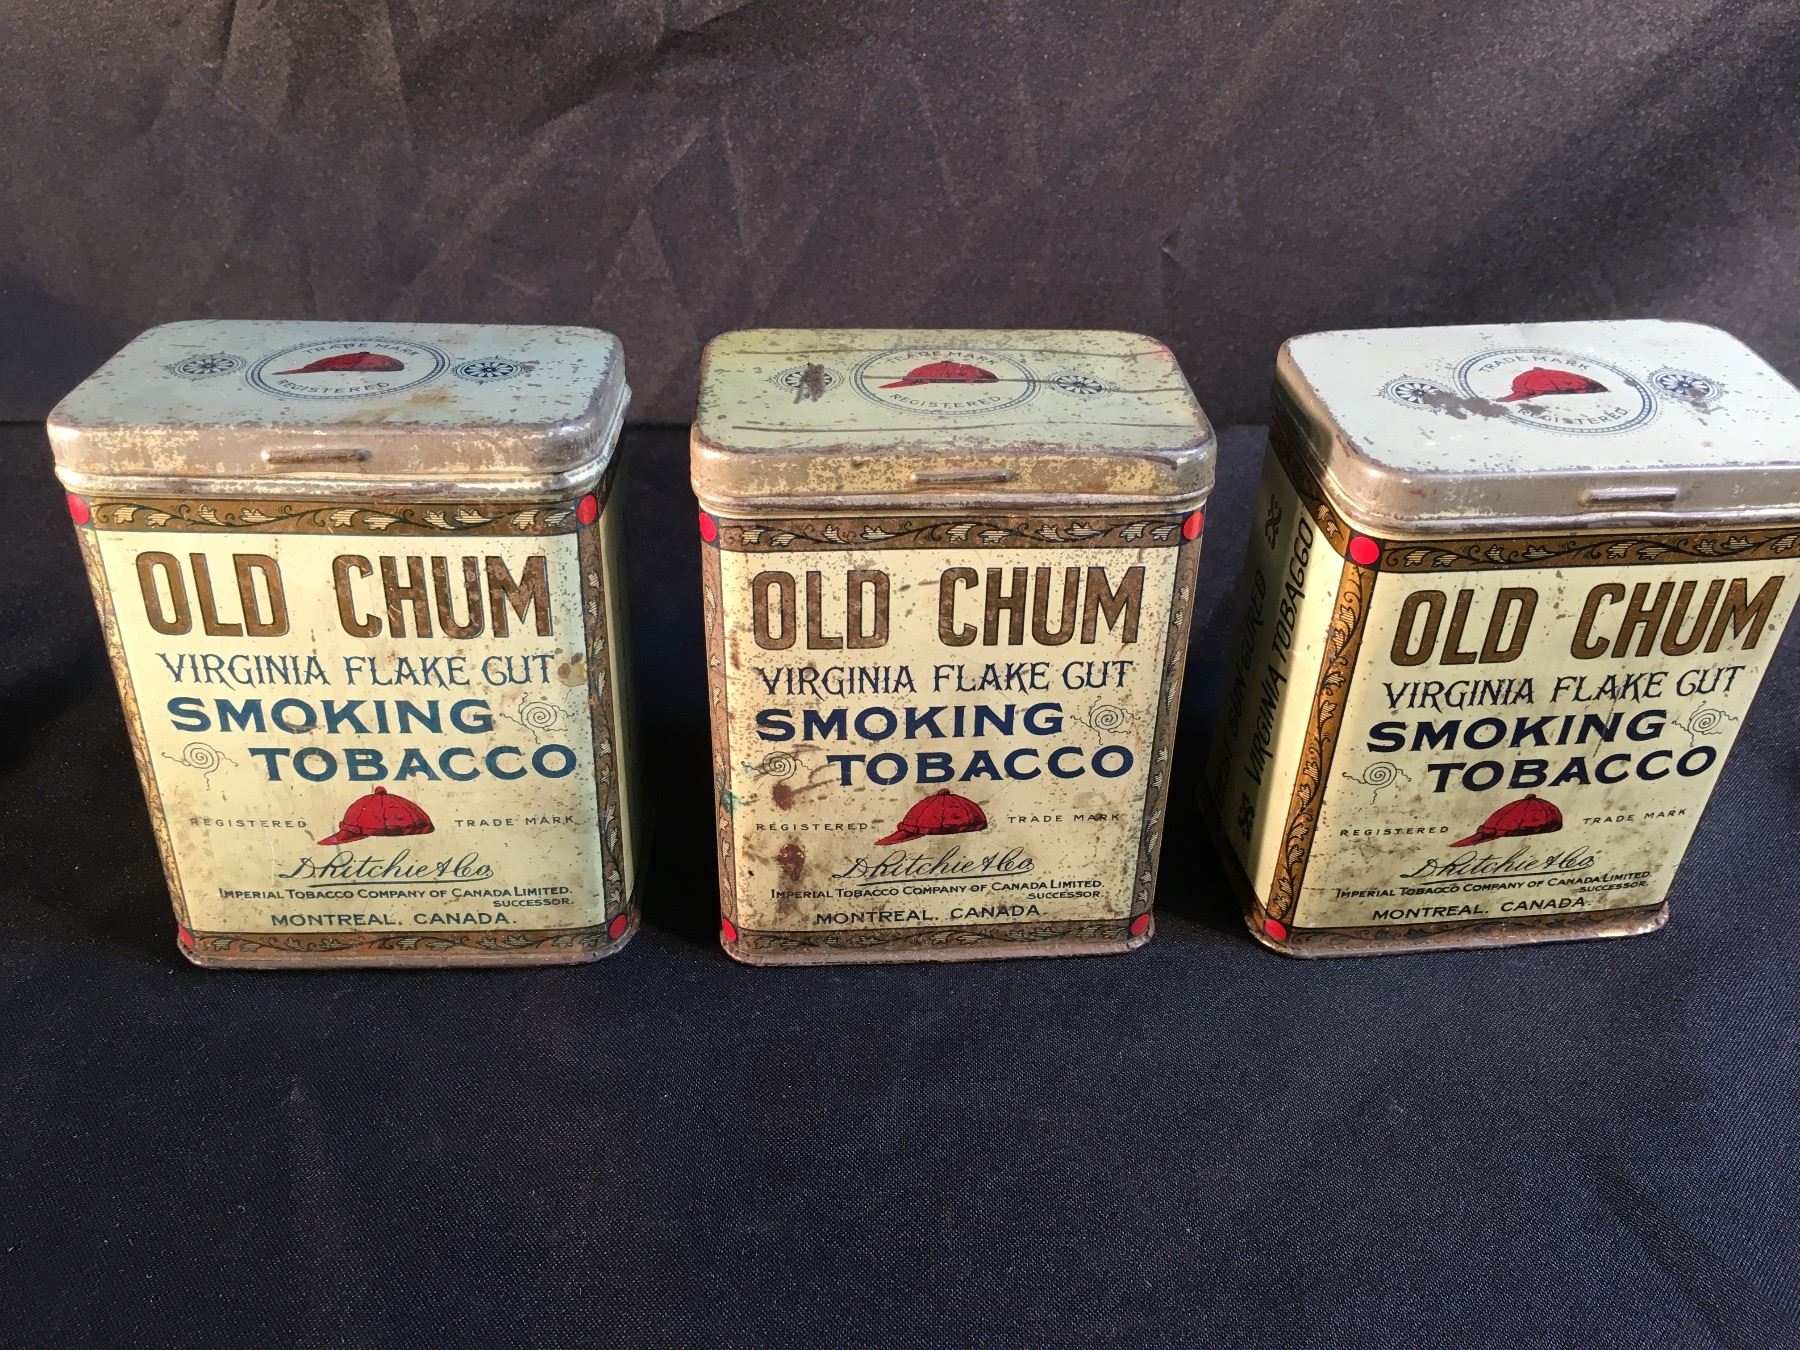 TRADE MARK
REGISTERED
OLD CHUM
VIRGINIA FLAKE CUT
SMOKING
TOBACCO
REGISTERED TRADE MARK
D. Ritchie & Co
IMPERIAL TOBACCO COMPANY OF CANADA LIMITED.
SUCCESSOR.
MONTREAL. CANADA.
TRADE MARK
REGISTERED
OLD CHUM
VIRGINIA FLAKE CUT
SMOKING
TOBACCO
REGISTERED TRADE MARK
D. Ritchie & Co
IMPERIAL TOBACCO COMPANY OF CANADA LIMITED.
SUCCESSOR.
MONTREAL. CANADA.
TRADE MARK
REGISTERED
BEST SUN-CURED
VIRGINIA TOBACCO
OLD CHUM
VIRGINIA FLAKE CUT
SMOKING
TOBACCO
REGISTERED TRADE MARK
D. Ritchie & Co
IMPERIAL TOBACCO COMPANY OF CANADA LIMITED.
SUCCESSOR.
MONTREAL. CANADA.